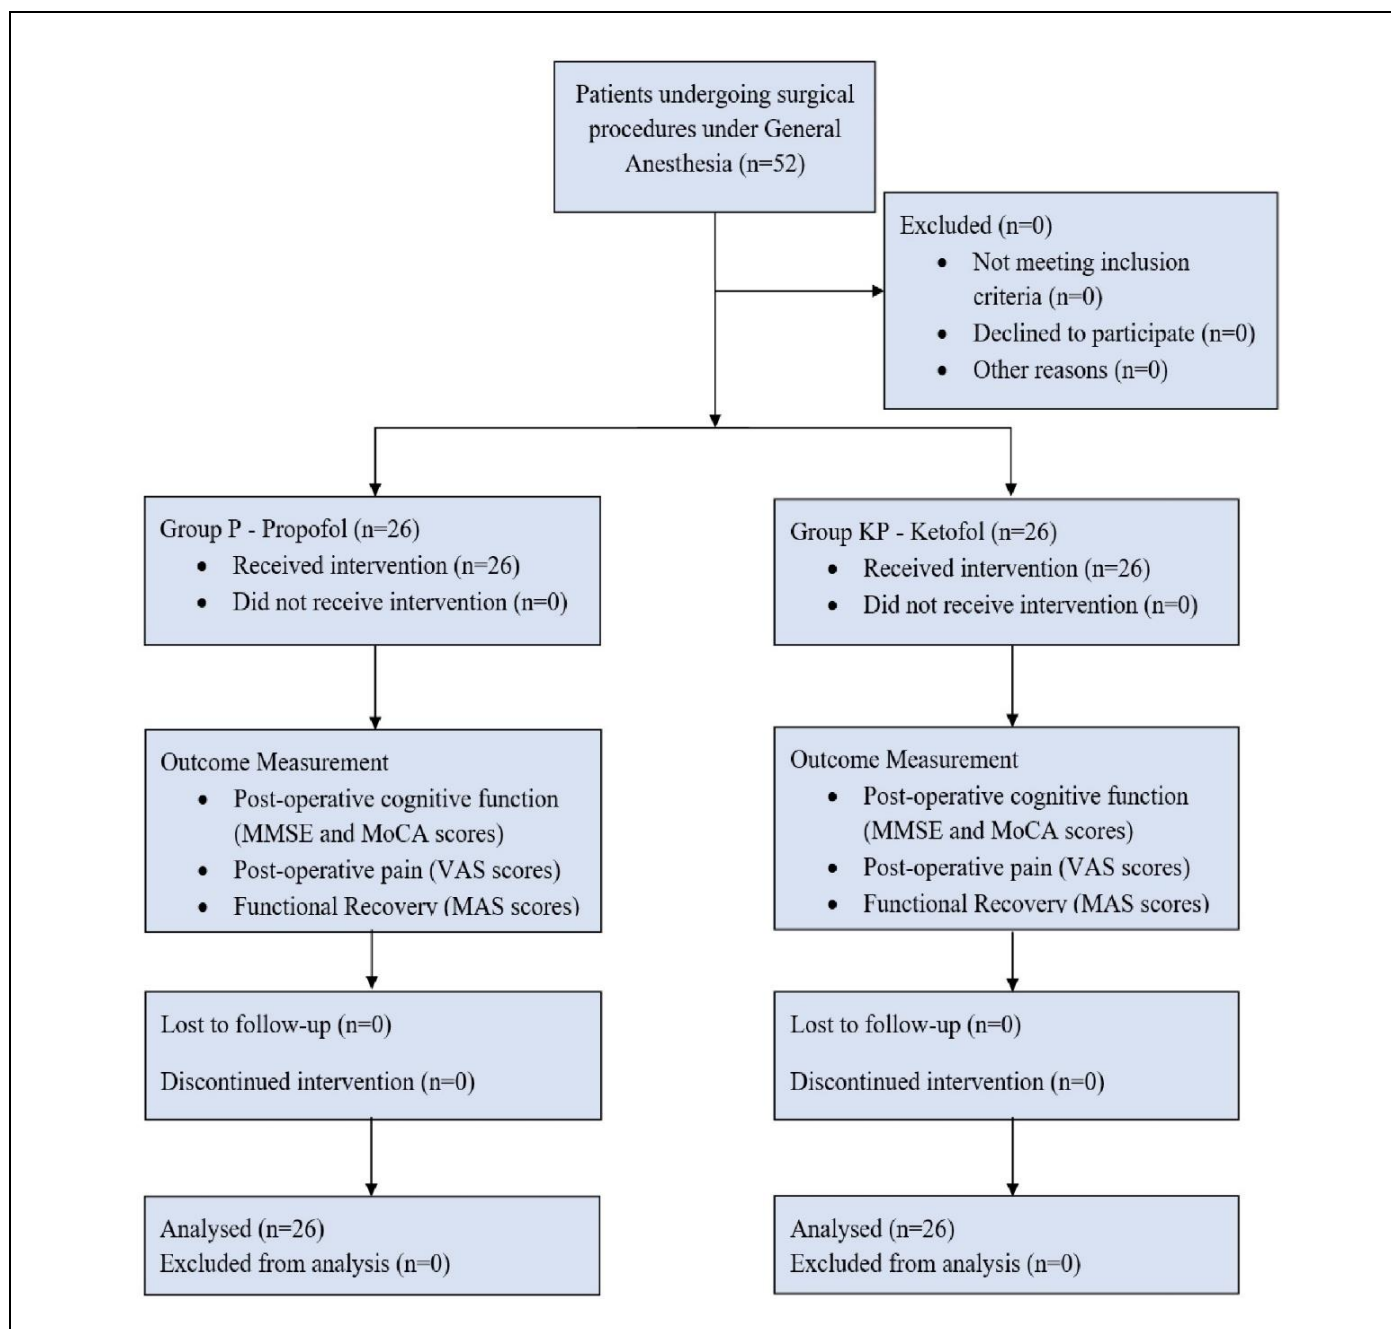 Patients undergoing surgical
procedures under General
Anesthesia (n=52)
Excluded (n=0)
• Not meeting inclusion
criteria (n=0)
• Declined to participate (n=0)
• Other reasons (n=0)
Group P - Propofol (n=26)
• Received intervention (n=26)
• Did not receive intervention (n=0)
Group KP - Ketofol (n=26)
• Received intervention (n=26)
• Did not receive intervention (n=0)
Outcome Measurement
• Post-operative cognitive function
(MMSE and MoCA scores)
• Post-operative pain (VAS scores)
• Functional Recovery (MAS scores)
Outcome Measurement
• Post-operative cognitive function
(MMSE and MoCA scores)
• Post-operative pain (VAS scores)
• Functional Recovery (MAS scores)
Lost to follow-up (n=0)
Discontinued intervention (n=0)
Lost to follow-up (n=0)
Discontinued intervention (n=0)
Analysed (n=26)
Excluded from analysis (n=0)
Analysed (n=26)
Excluded from analysis (n=0)